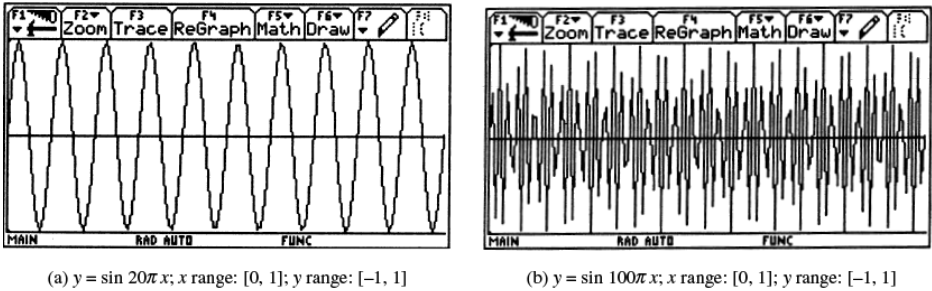 F1 F2 F3 F4 F5 F6 F7
Zoom Trace ReGraph Math Draw
MAIN RAD AUTO FUNC
F1 F2 F3 F4 F5 F6 F7
Zoom Trace ReGraph Math Draw
MAIN RAD AUTO FUNC
(a) y = sin 20π x; x range: [0, 1]; y range: [–1, 1]
(b) y = sin 100π x; x range: [0, 1]; y range: [–1, 1]